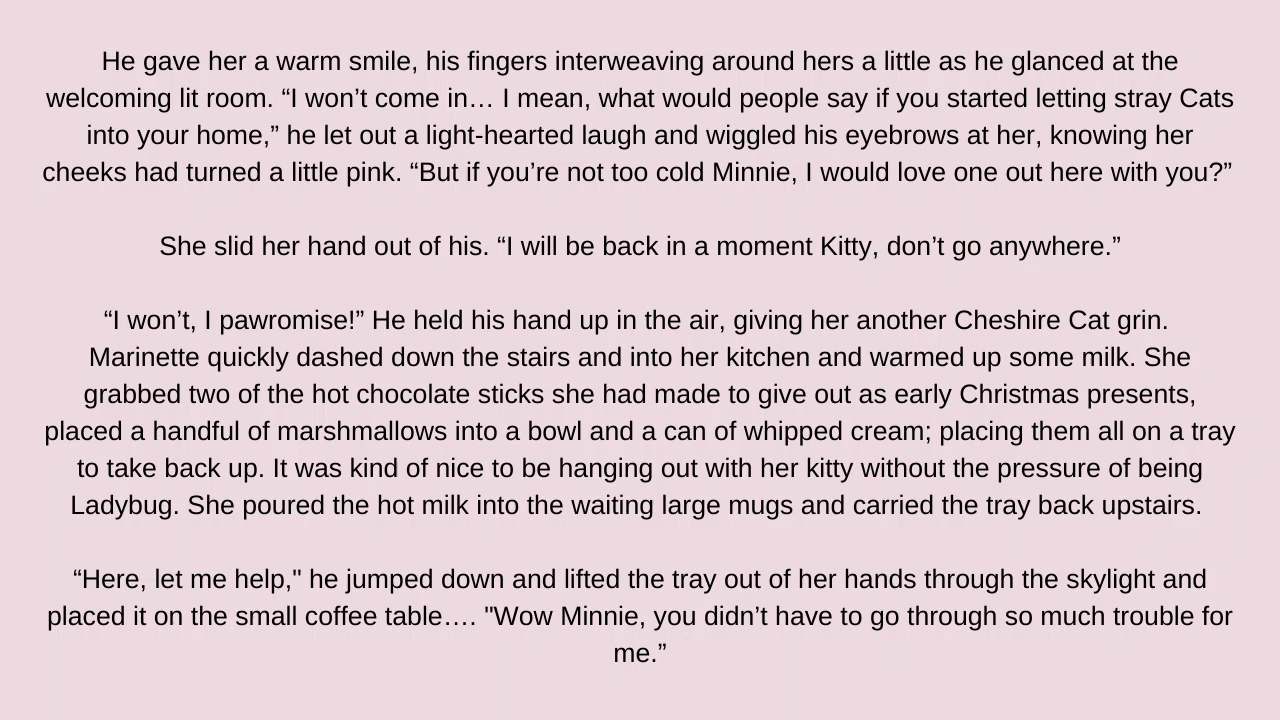 He gave her a warm smile, his fingers interweaving around hers a little as he glanced at the
welcoming lit room. “I won’t come in… I mean, what would people say if you started letting stray Cats
into your home,” he let out a light-hearted laugh and wiggled his eyebrows at her, knowing her
cheeks had turned a little pink. “But if you’re not too cold Minnie, I would love one out here with you?”
She slid her hand out of his. “I will be back in a moment Kitty, don’t go anywhere.”
“I won’t, I pawromise!” He held his hand up in the air, giving her another Cheshire Cat grin.
Marinette quickly dashed down the stairs and into her kitchen and warmed up some milk. She
grabbed two of the hot chocolate sticks she had made to give out as early Christmas presents,
placed a handful of marshmallows into a bowl and a can of whipped cream; placing them all on a tray
to take back up. It was kind of nice to be hanging out with her kitty without the pressure of being
Ladybug. She poured the hot milk into the waiting large mugs and carried the tray back upstairs.
“Here, let me help," he jumped down and lifted the tray out of her hands through the skylight and
placed it on the small coffee table…. "Wow Minnie, you didn’t have to go through so much trouble for
me.”